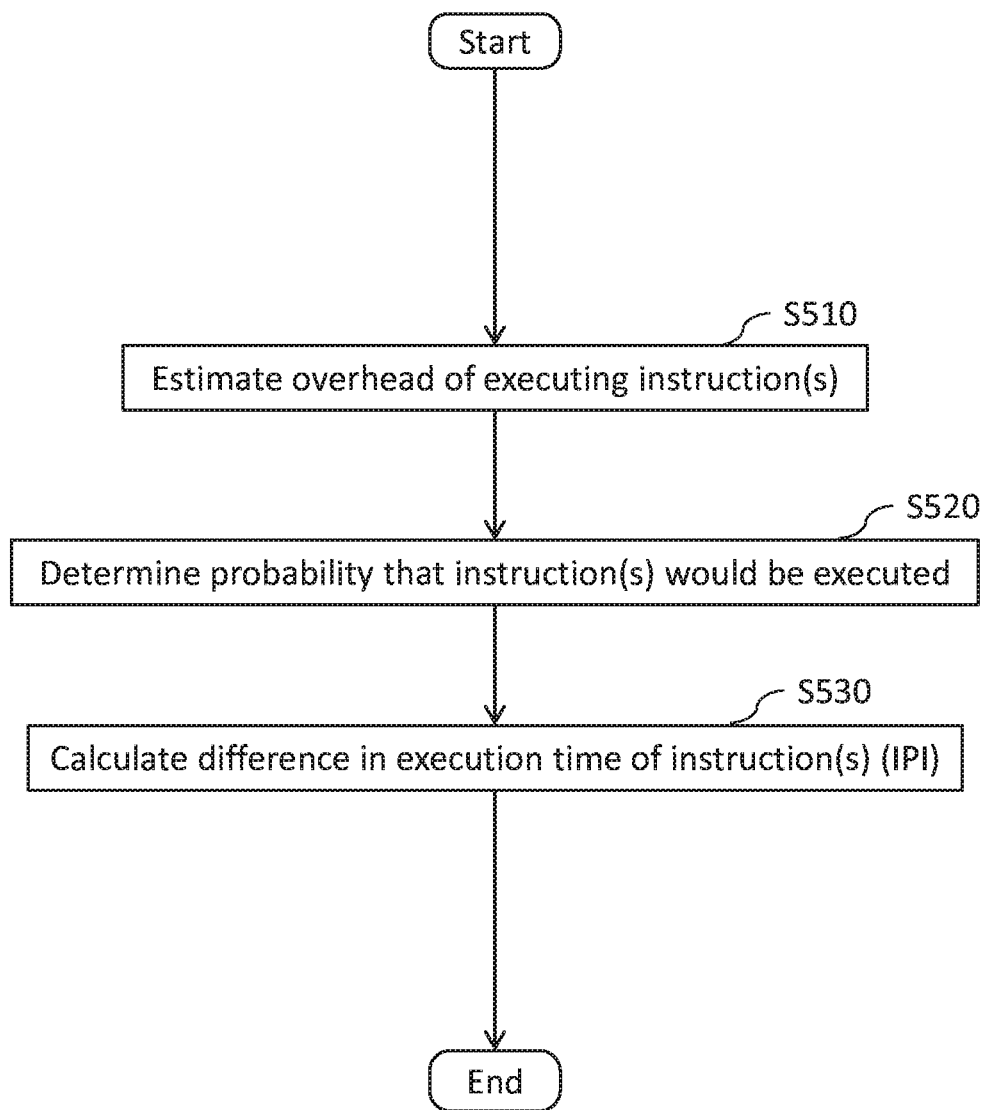 Start
S510
Estimate overhead of executing instruction(s)
S520
Determine probability that instruction(s) would be executed
S530
Calculate difference in execution time of instruction(s) (IPI)
End